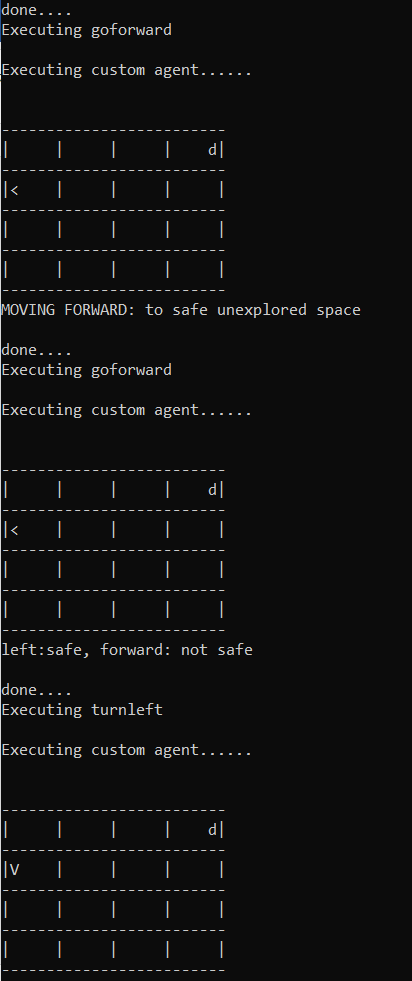 done....
Executing goforward
Executing custom agent......
-------------------------
|     |     |     |    d|
-------------------------
|<    |     |     |     |
-------------------------
|     |     |     |     |
-------------------------
|     |     |     |     |
-------------------------
MOVING FORWARD: to safe unexplored space
done....
Executing goforward
Executing custom agent......
-------------------------
|     |     |     |    d|
-------------------------
|<    |     |     |     |
-------------------------
|     |     |     |     |
-------------------------
|     |     |     |     |
-------------------------
left:safe, forward: not safe
done....
Executing turnleft
Executing custom agent......
-------------------------
|     |     |     |    d|
-------------------------
|V    |     |     |     |
-------------------------
|     |     |     |     |
-------------------------
|     |     |     |     |
-------------------------